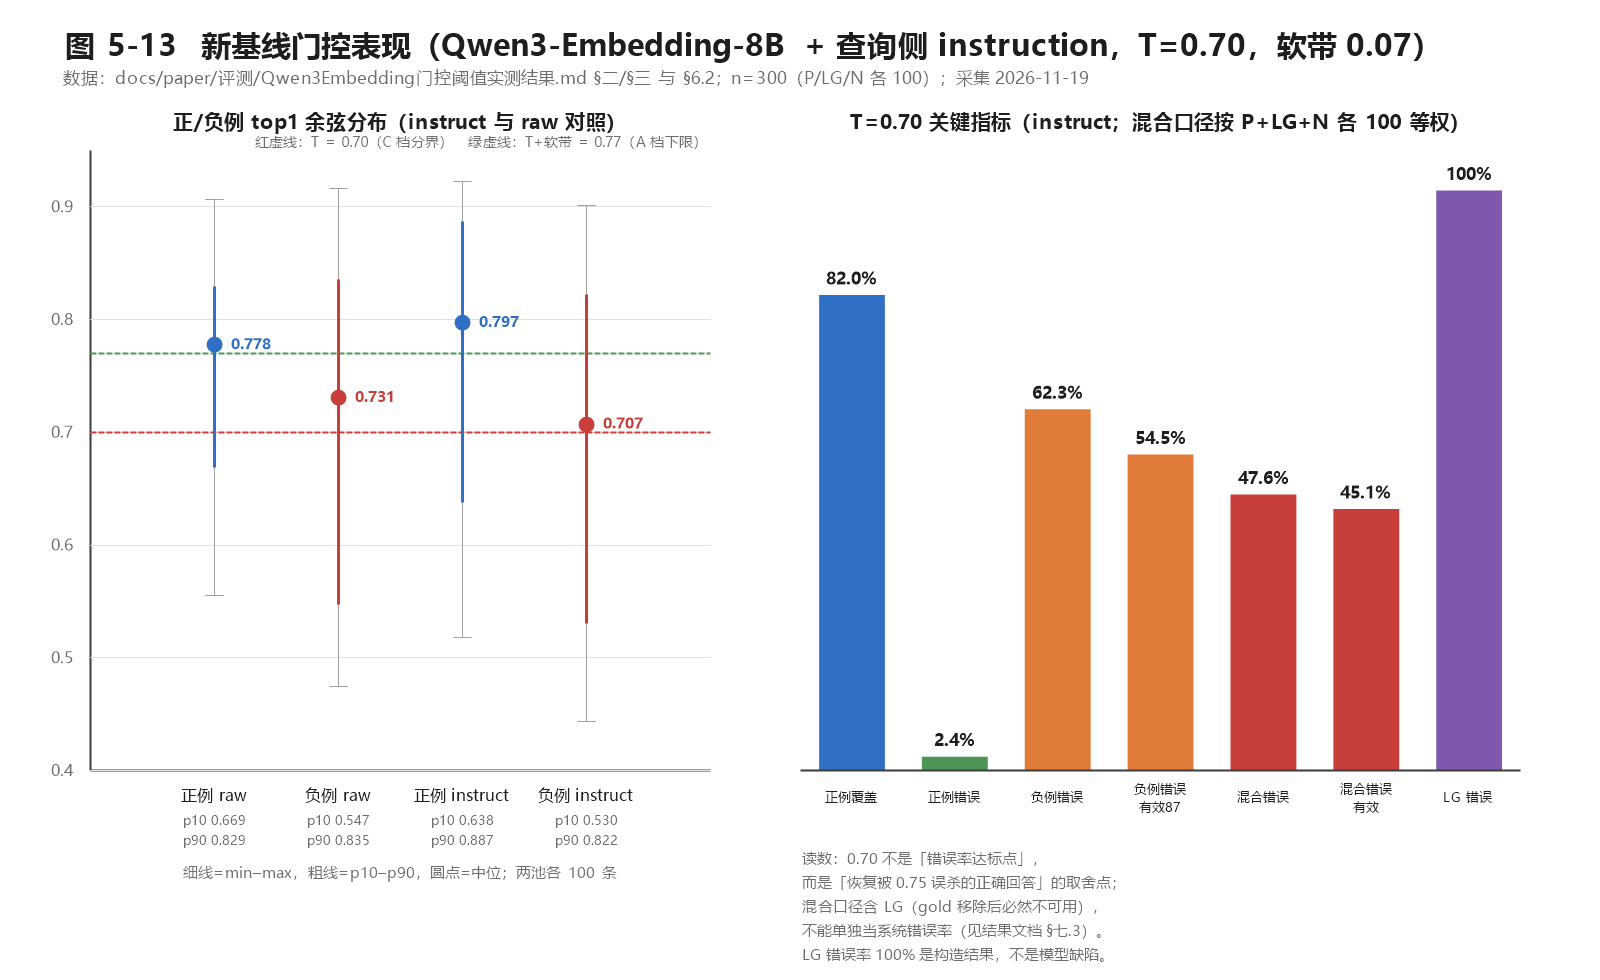 图 5-13 新基线门控表现（Qwen3-Embedding-8B + 查询侧 instruction，T=0.70，软带 0.07）
数据：docs/paper/评测/Qwen3Embedding门控阈值实测结果.md §二/§三 与 §6.2；n=300（P/LG/N 各 100）；采集 2026-11-19
正/负例 top1 余弦分布（instruct 与 raw 对照）
红虚线：T = 0.70（C 档分界） 绿虚线：T+软带 = 0.77（A 档下限）
0.9
0.8
0.7
0.6
0.5
0.4
0.778
0.731
0.797
0.707
正例 raw 负例 raw 正例 instruct 负例 instruct
p10 0.669 p10 0.547 p10 0.638 p10 0.530
p90 0.829 p90 0.835 p90 0.887 p90 0.822
细线=min–max，粗线=p10–p90，圆点=中位；两池各 100 条
T=0.70 关键指标（instruct；混合口径按 P+LG+N 各 100 等权）
82.0%
2.4%
62.3%
54.5%
47.6%
45.1%
100%
正例覆盖
正例错误
负例错误
负例错误
有效87
混合错误
混合错误
有效
LG 错误
读数：0.70 不是「错误率达标点」，
而是「恢复被 0.75 误杀的正确回答」的取舍点；
混合口径含 LG（gold 移除后必然不可用），
不能单独当系统错误率（见结果文档 §七.3）。
LG 错误率 100% 是构造结果，不是模型缺陷。